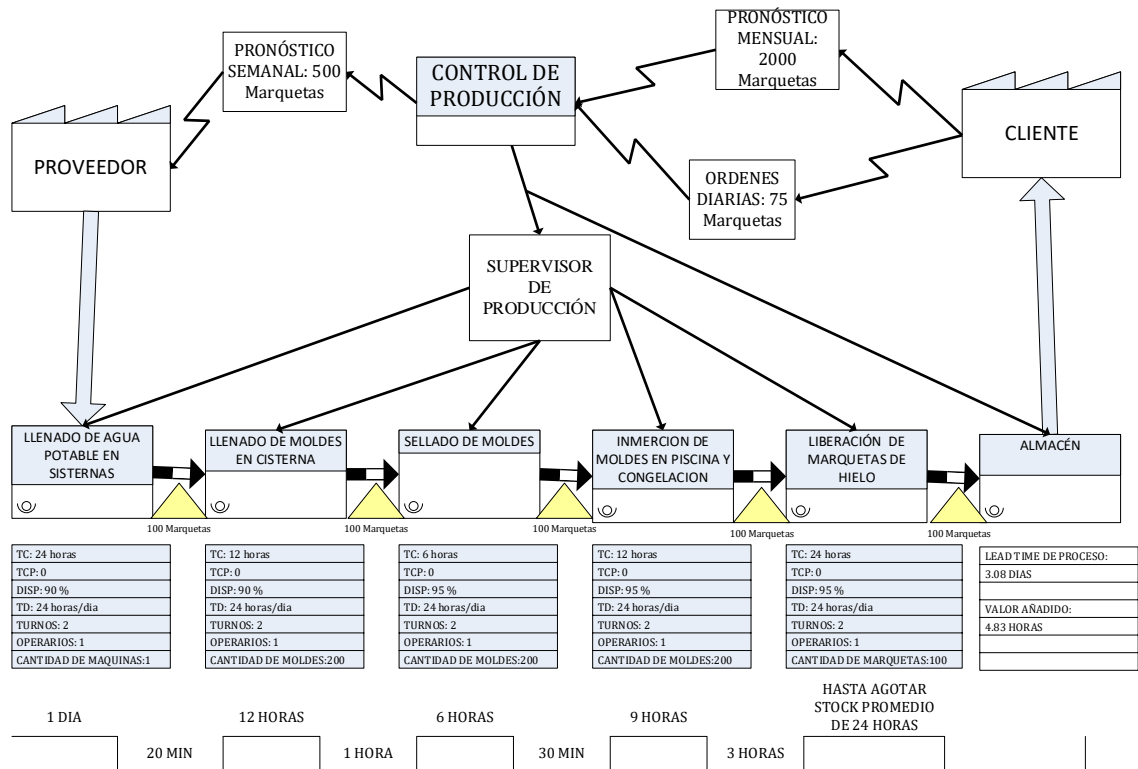 PRONÓSTICO
SEMANAL: 500
Marquetas
CONTROL DE
PRODUCCIÓN
PRONÓSTICO
MENSUAL:
2000
Marquetas
PROVEEDOR
CLIENTE
ORDENES
DIARIAS: 75
Marquetas
SUPERVISOR
DE
PRODUCCIÓN
LLENADO DE AGUA
POTABLE EN
SISTERNAS
LLENADO DE MOLDES
EN CISTERNA
SELLADO DE MOLDES
INMERCION DE
MOLDES EN PISCINA Y
CONGELACION
LIBERACIÓN DE
MARQUETAS DE
HIELO
ALMACÉN
100 Marquetas
100 Marquetas
100 Marquetas
100 Marquetas
100 Marquetas
TC: 24 horas
TCP: 0
DISP: 90 %
TD: 24 horas/dia
TURNOS: 2
OPERARIOS: 1
CANTIDAD DE MAQUINAS:1
TC: 12 horas
TCP: 0
DISP: 90 %
TD: 24 horas/dia
TURNOS: 2
OPERARIOS: 1
CANTIDAD DE MOLDES:200
TC: 6 horas
TCP: 0
DISP: 95 %
TD: 24 horas/dia
TURNOS: 2
OPERARIOS: 1
CANTIDAD DE MOLDES:200
TC: 12 horas
TCP: 0
DISP: 95 %
TD: 24 horas/dia
TURNOS: 2
OPERARIOS: 1
CANTIDAD DE MOLDES:200
TC: 24 horas
TCP: 0
DISP: 95 %
TD: 24 horas/dia
TURNOS: 2
OPERARIOS: 1
CANTIDAD DE MARQUETAS:100
LEAD TIME DE PROCESO:
3.08 DIAS
VALOR AÑADIDO:
4.83 HORAS
1 DIA
12 HORAS
6 HORAS
9 HORAS
HASTA AGOTAR
STOCK PROMEDIO
DE 24 HORAS
20 MIN
1 HORA
30 MIN
3 HORAS